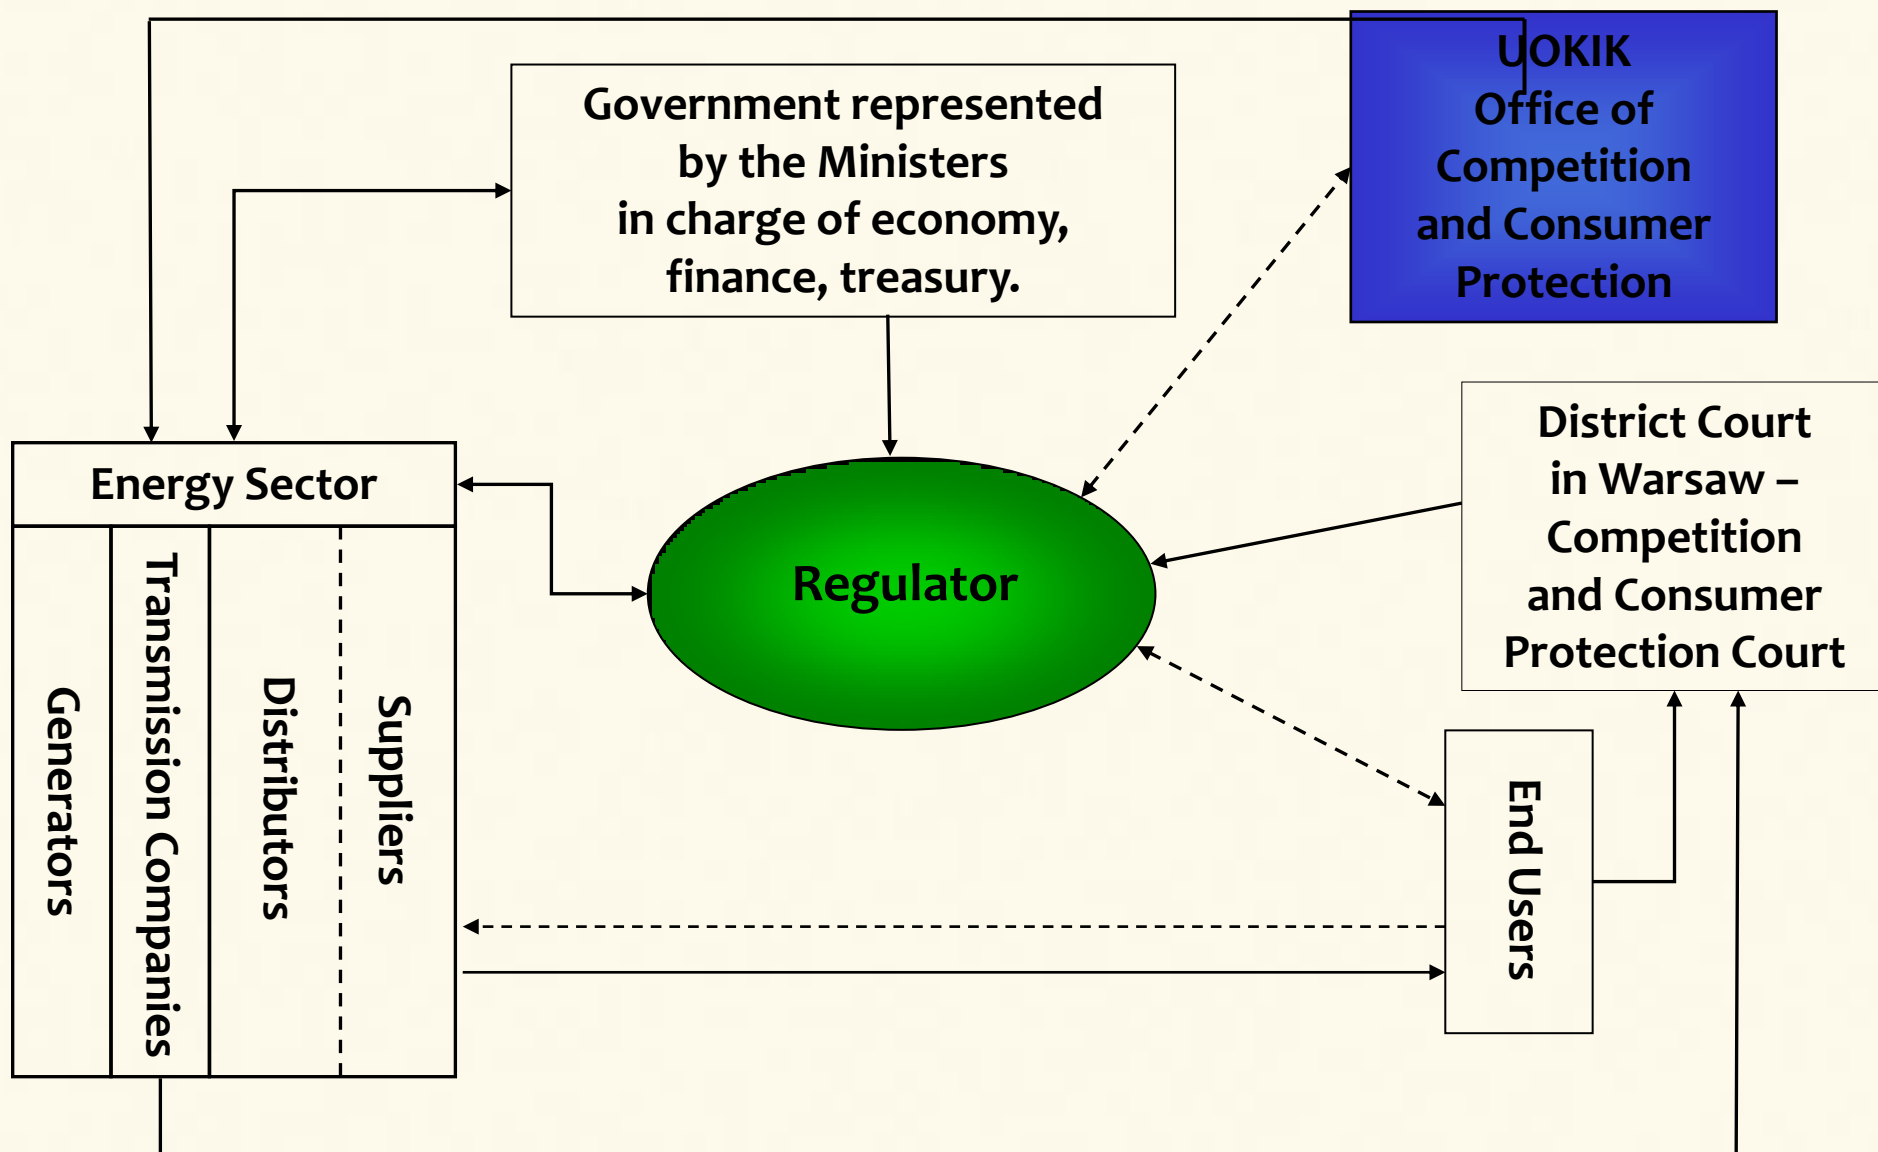 UOKIK
Office of
Competition
and Consumer
Protection
Government represented
by the Ministers
in charge of economy,
finance, treasury.
District Court
in Warsaw –
Competition
and Consumer
Protection Court
Energy Sector
Regulator
Generators
Transmission Companies
Distributors
Suppliers
End Users